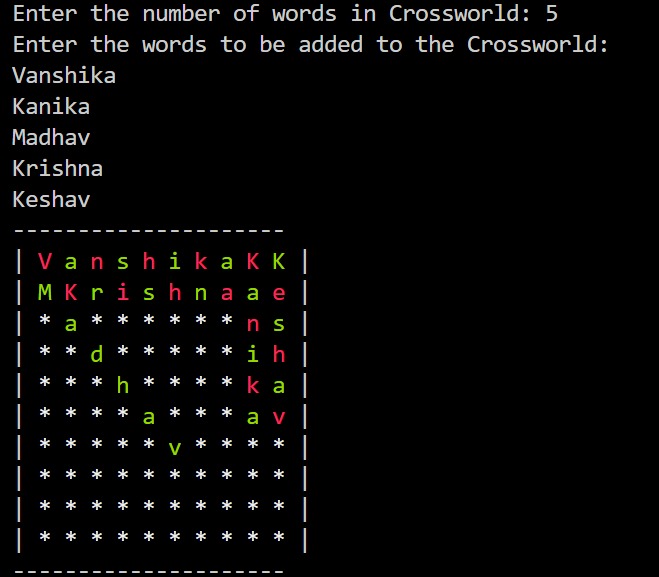 Enter the number of words in Crossworld: 5
Enter the words to be added to the Crossworld:
Vanshika
Kanika
Madhav
Krishna
Keshav
---------------------
| V a n s h i k a K K |
| M K r i s h n a a e |
| * a * * * * * * n s |
| * * d * * * * * i h |
| * * * h * * * * k a |
| * * * * a * * * a v |
| * * * * * v * * * * |
| * * * * * * * * * * |
| * * * * * * * * * * |
| * * * * * * * * * * |
---------------------